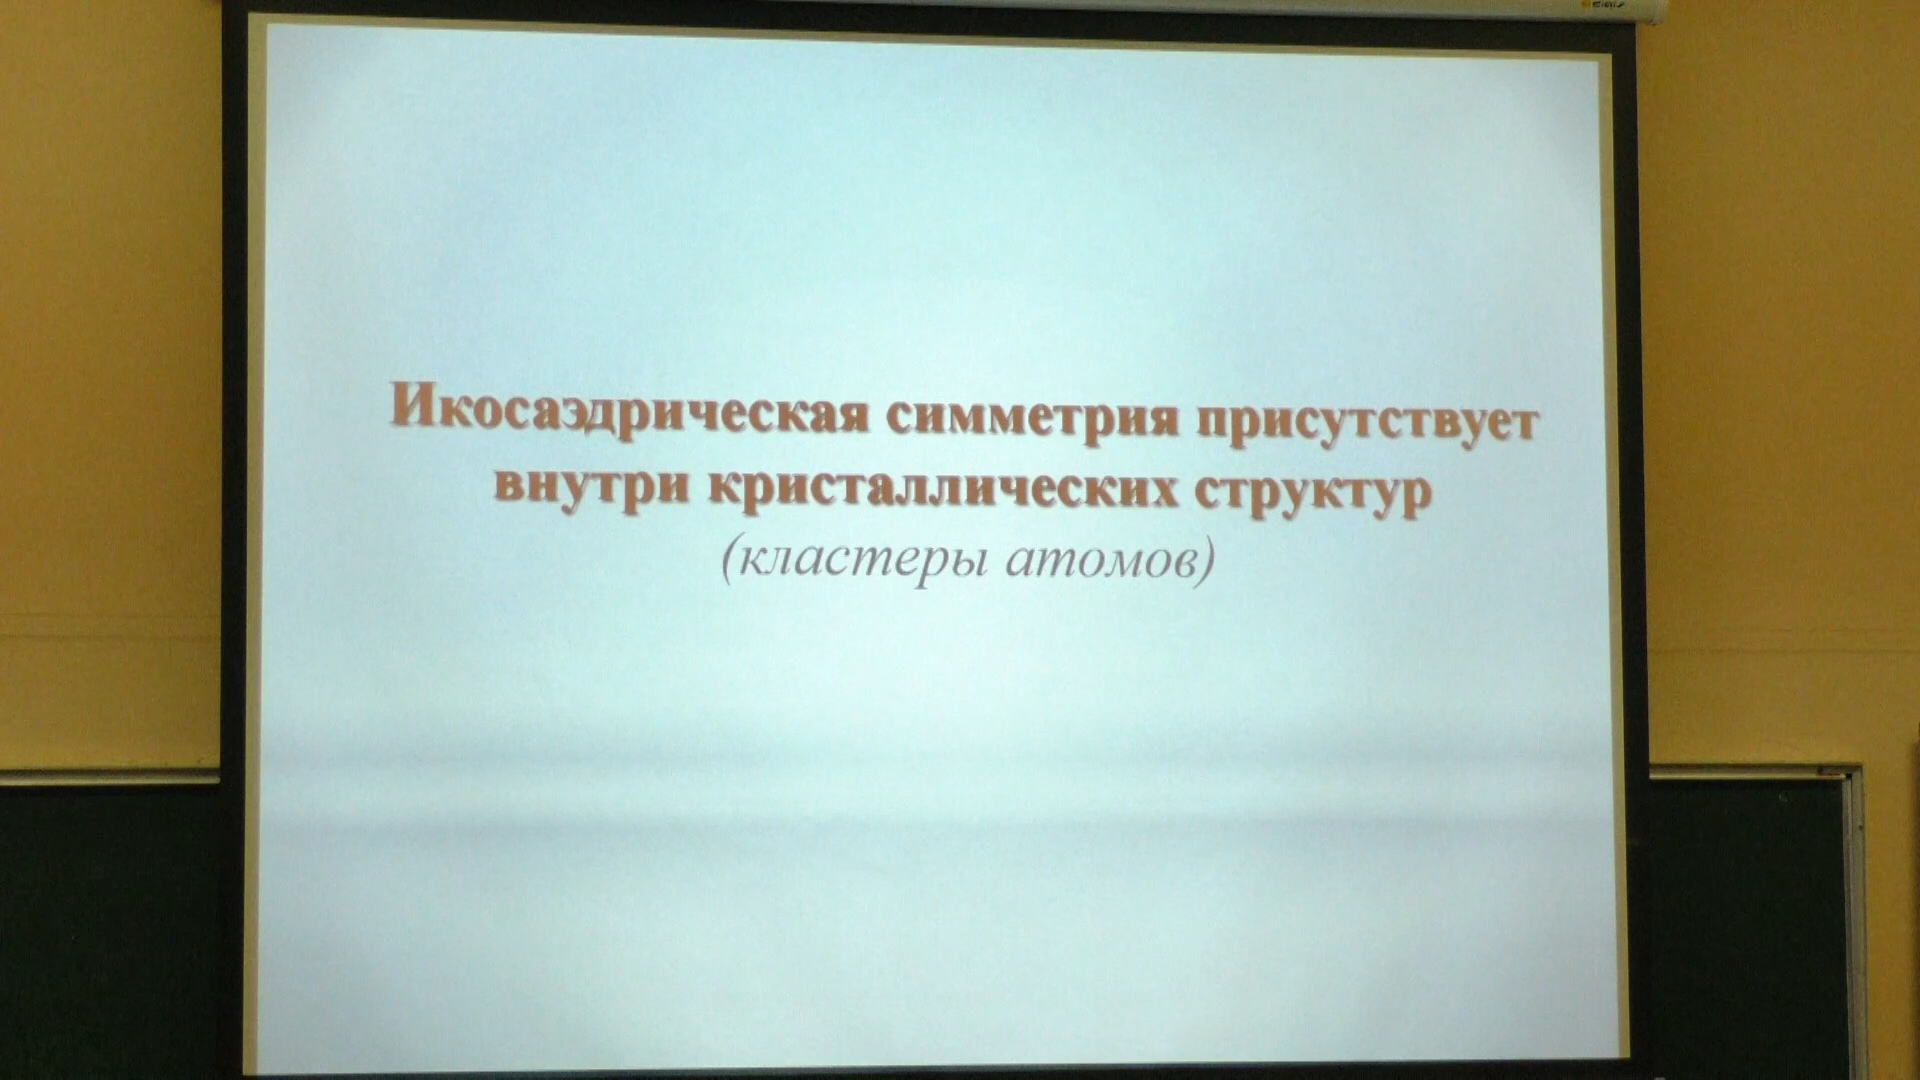 Икосаэдрическая симметрия присутствует
внутри кристаллических структур
(кластеры атомов)